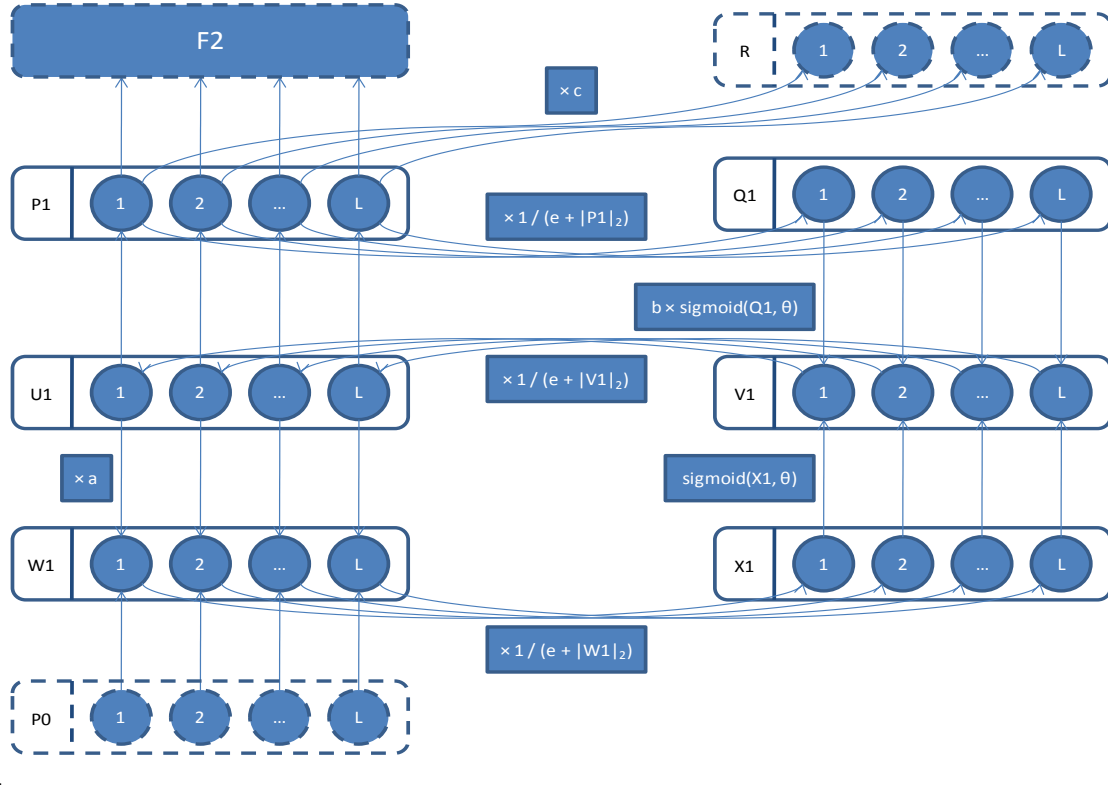 F2
R 1 2 ... L
× c
P1 1 2 ... L
× 1 / (e + |P1|₂)
Q1 1 2 ... L
b × sigmoid(Q1, θ)
U1 1 2 ... L
× 1 / (e + |V1|₂)
V1 1 2 ... L
× a
sigmoid(X1, θ)
W1 1 2 ... L
X1 1 2 ... L
× 1 / (e + |W1|₂)
P0 1 2 ... L